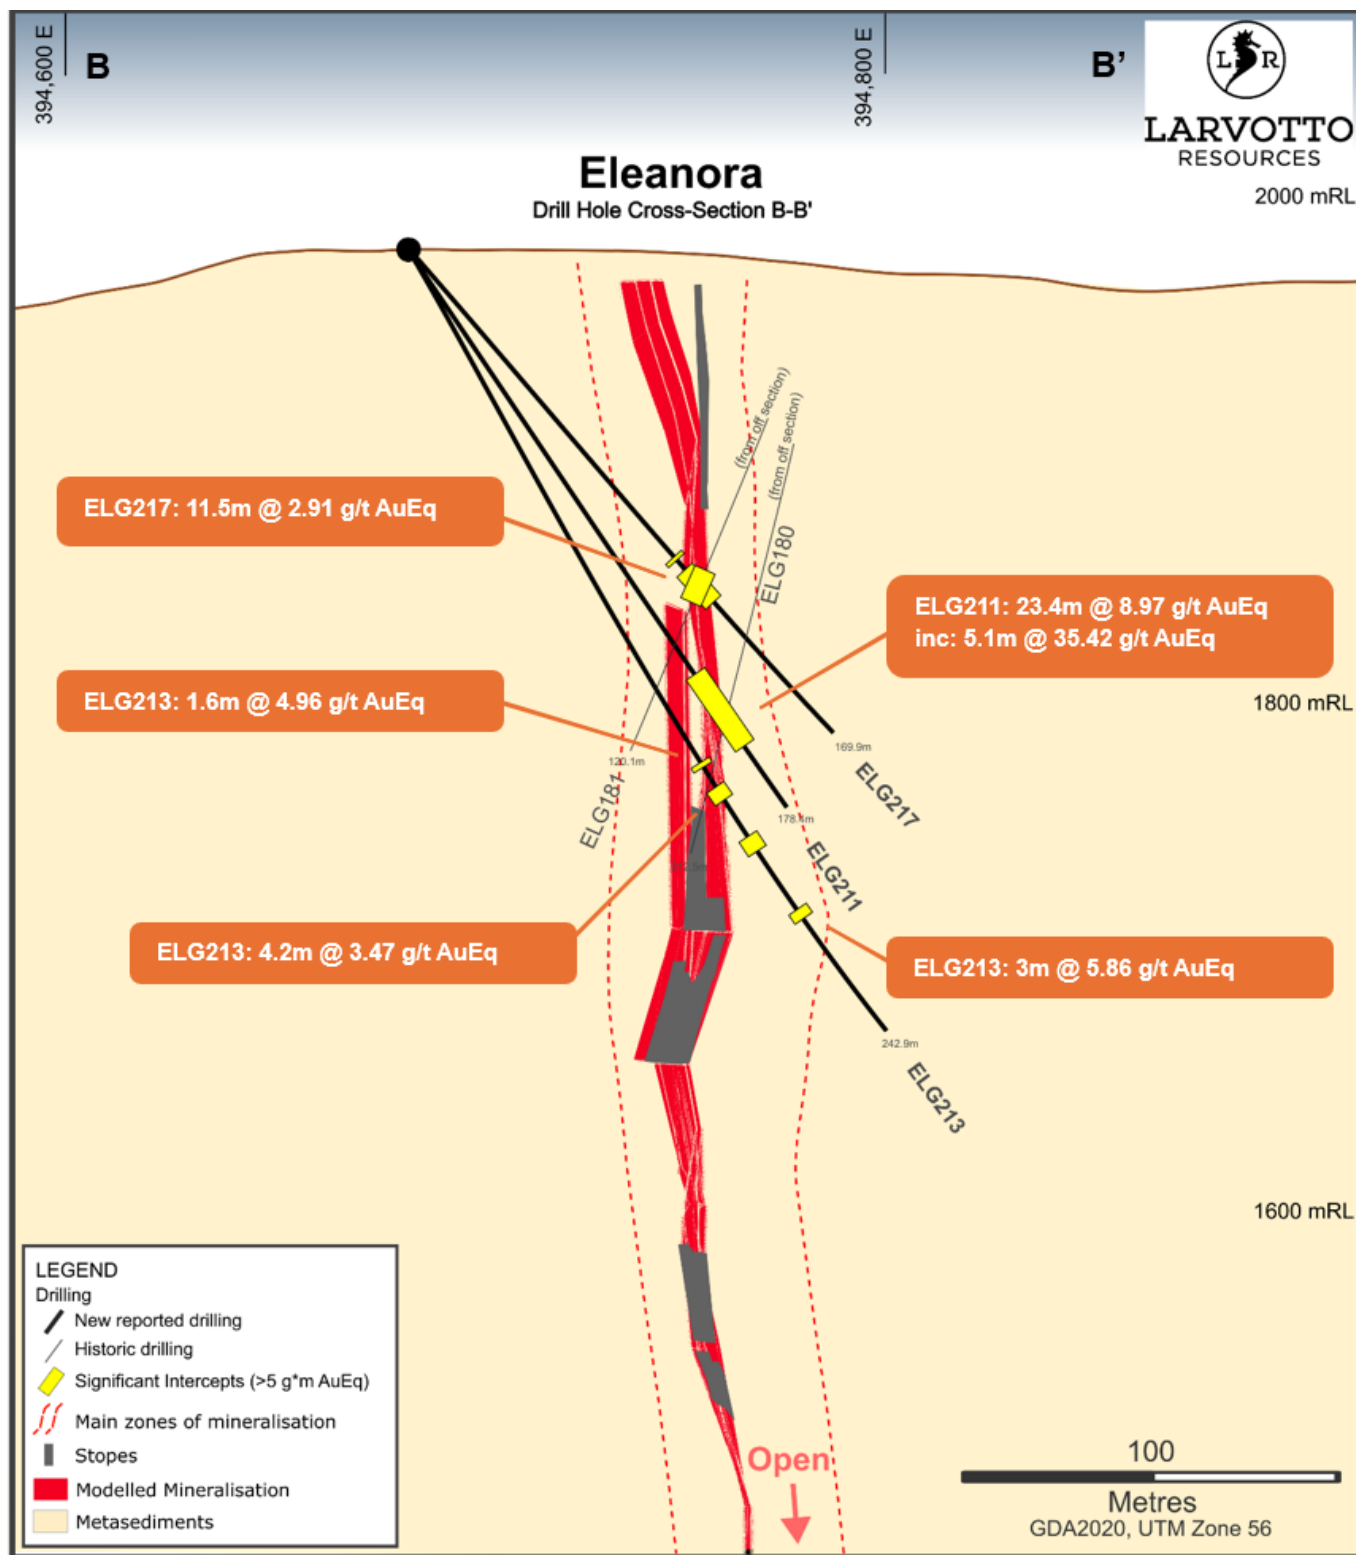 394,600 E
B
394,800 E
B'
L R
LARVOTTO
RESOURCES
Eleanora
Drill Hole Cross-Section B-B'
2000 mRL
(from off section)
(from off section)
ELG217: 11.5m @ 2.91 g/t AuEq
ELG180
ELG211: 23.4m @ 8.97 g/t AuEq
inc: 5.1m @ 35.42 g/t AuEq
ELG213: 1.6m @ 4.96 g/t AuEq
1800 mRL
169.9m
ELG217
120.1m
ELG181
178.4m
ELG211
ELG213: 4.2m @ 3.47 g/t AuEq
ELG213: 3m @ 5.86 g/t AuEq
242.9m
ELG213
1600 mRL
LEGEND
Drilling
New reported drilling
Historic drilling
Significant Intercepts (>5 g*m AuEq)
Main zones of mineralisation
Stopes
Modelled Mineralisation
Metasediments
Open
100
Metres
GDA2020, UTM Zone 56